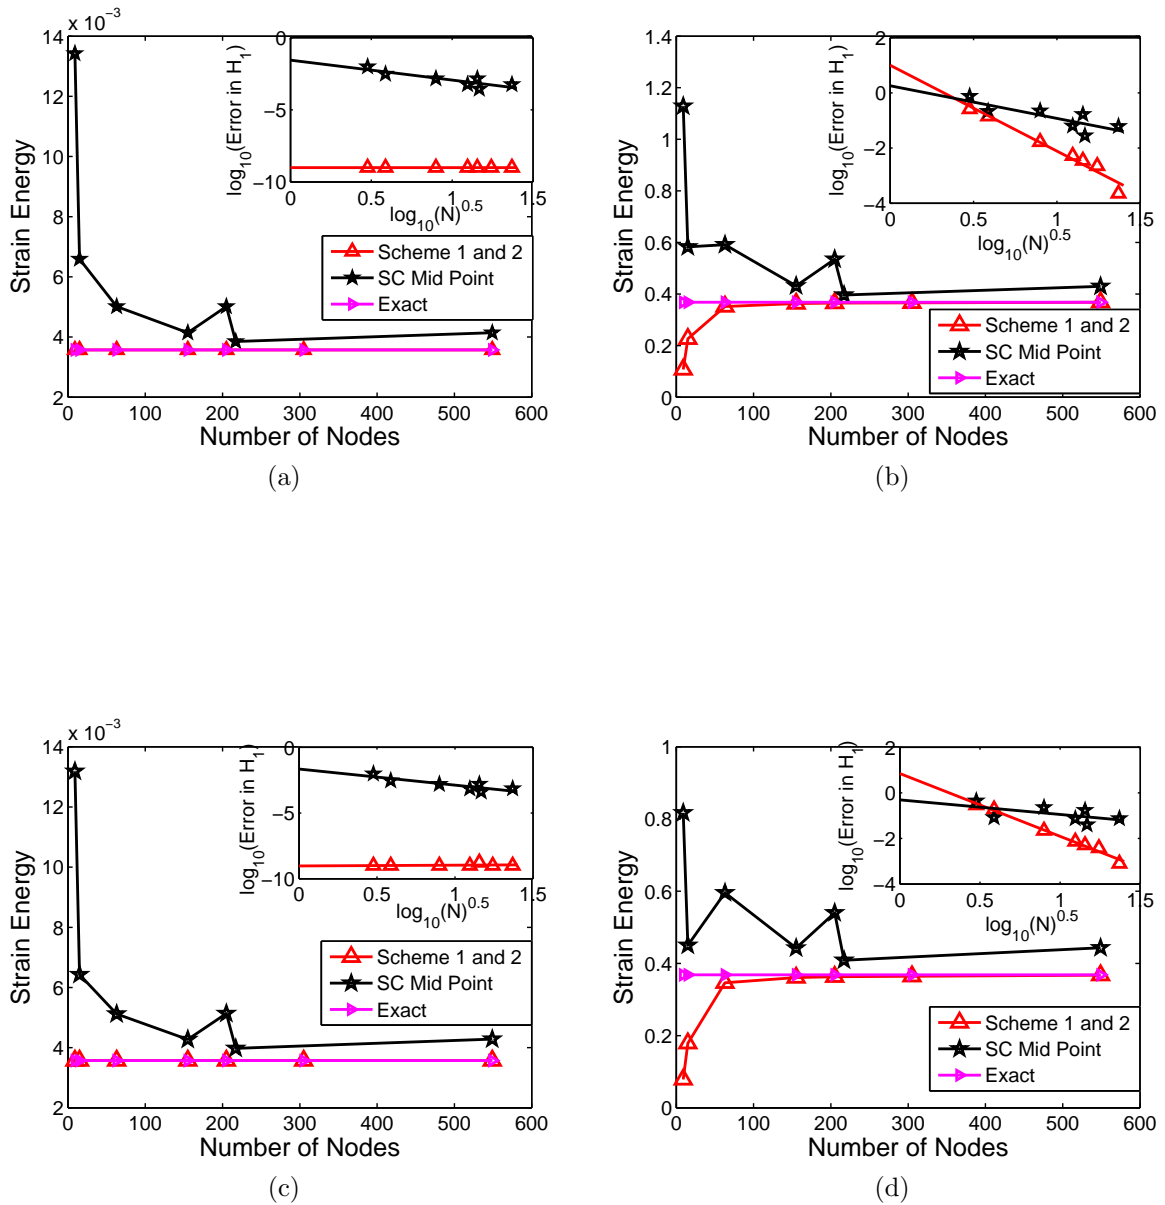 x 10⁻³
14
12
10
8
6
4
2
Strain Energy
0 100 200 300 400 500 600
Number of Nodes
0
−5
−10
log₁₀(Error in H₁)
0 0.5 1 1.5
log₁₀(N)⁰·⁵
Scheme 1 and 2
SC Mid Point
Exact
(a)
1.4
1.2
1
0.8
0.6
0.4
0.2
0
Strain Energy
0 100 200 300 400 500 600
Number of Nodes
2
0
−2
−4
log₁₀(Error in H₁)
0 0.5 1 1.5
log₁₀(N)⁰·⁵
Scheme 1 and 2
SC Mid Point
Exact
(b)
x 10⁻³
14
12
10
8
6
4
2
Strain Energy
0 100 200 300 400 500 600
Number of Nodes
0
−5
−10
log₁₀(Error in H₁)
0 0.5 1 1.5
log₁₀(N)⁰·⁵
Scheme 1 and 2
SC Mid Point
Exact
(c)
1
0.8
0.6
0.4
0.2
0
Strain Energy
0 100 200 300 400 500 600
Number of Nodes
2
0
−2
−4
log₁₀(Error in H₁)
0 0.5 1 1.5
log₁₀(N)⁰·⁵
Scheme 1 and 2
SC Mid Point
Exact
(d)